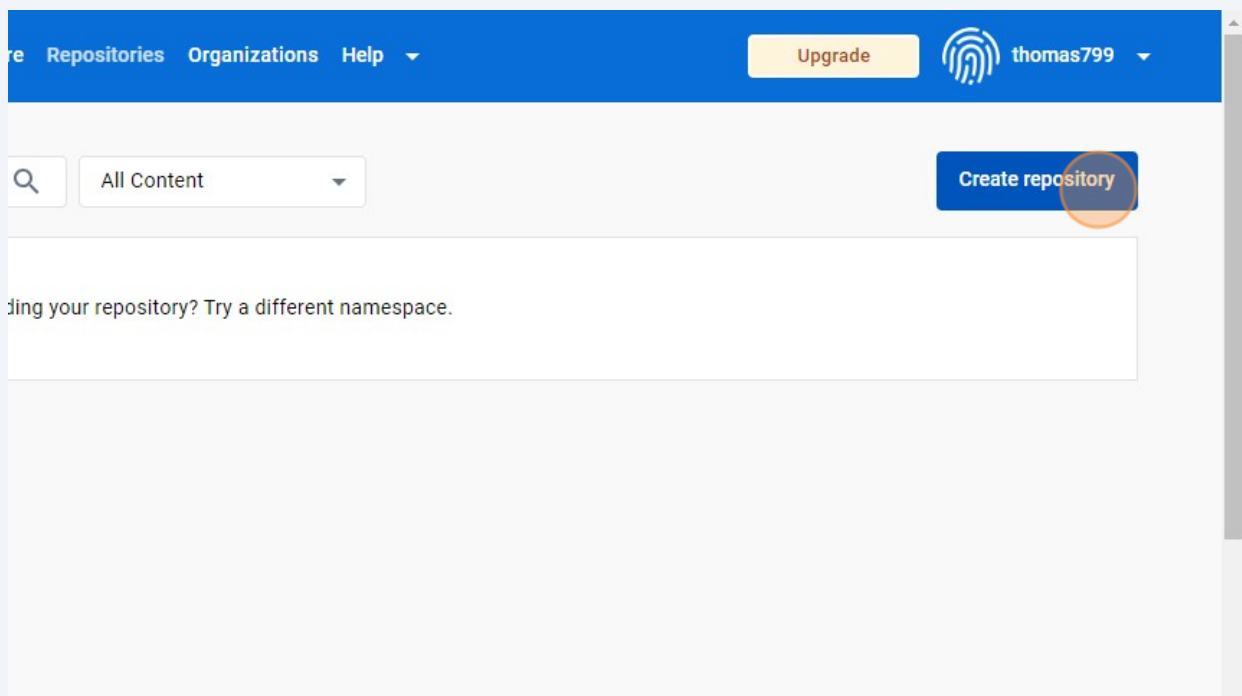 re Repositories Organizations Help Upgrade thomas799
All Content Create repository
ding your repository? Try a different namespace.